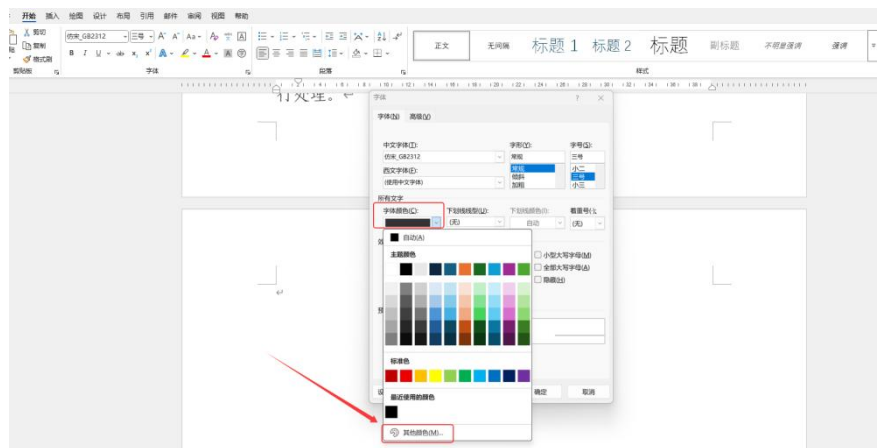 开始 插入 绘图 设计 布局 引用 邮件 审阅 视图 帮助
剪切
复制
格式刷
仿宋_GB2312 三号
剪贴板 字体 段落 样式
正文 无间隔 标题 1 标题 2 标题 副标题 不明显强调 强调
行处理。
字体 ? ×
字体(N) 高级(V)
中文字体(T): 字形(Y): 字号(S):
仿宋_GB2312 常规 三号
常规 小二
西文字体(F): 倾斜 三号
(使用中文字体) 加粗 小三
所有文字
字体颜色(C): 下划线线型(U): 下划线颜色(I): 着重号(·):
(无) 自动 (无)
效
自动(A)
主题颜色
小型大写字母(M)
全部大写字母(A)
隐藏(H)
预
标准色
最近使用的颜色
其他颜色(M)...
设 确定 取消